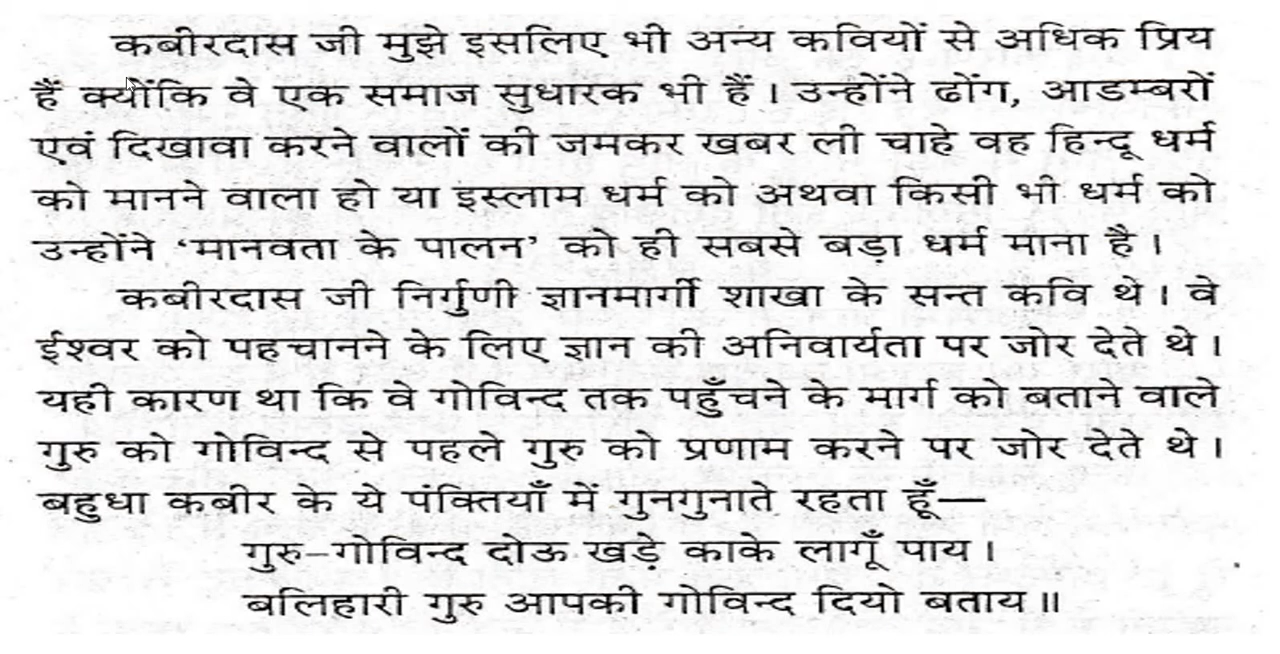 कबीरदास जी मुझे इसलिए भी अन्य कवियों से अधिक प्रिय
हैं क्योंकि वे एक समाज सुधारक भी हैं। उन्होंने ढोंग, आडम्बरों
एवं दिखावा करने वालों की जमकर खबर ली चाहे वह हिन्दू धर्म
को मानने वाला हो या इस्लाम धर्म को अथवा किसी भी धर्म को
उन्होंने ‘मानवता के पालन’ को ही सबसे बड़ा धर्म माना है।
कबीरदास जी निर्गुणी ज्ञानमार्गी शाखा के सन्त कवि थे। वे
ईश्वर को पहचानने के लिए ज्ञान की अनिवार्यता पर जोर देते थे।
यही कारण था कि वे गोविन्द तक पहुँचने के मार्ग को बताने वाले
गुरु को गोविन्द से पहले गुरु को प्रणाम करने पर जोर देते थे।
बहुधा कबीर के ये पंक्तियाँ में गुनगुनाते रहता हूँ—
गुरु-गोविन्द दोऊ खड़े काके लागूँ पाय।
बलिहारी गुरु आपकी गोविन्द दियो बताय॥